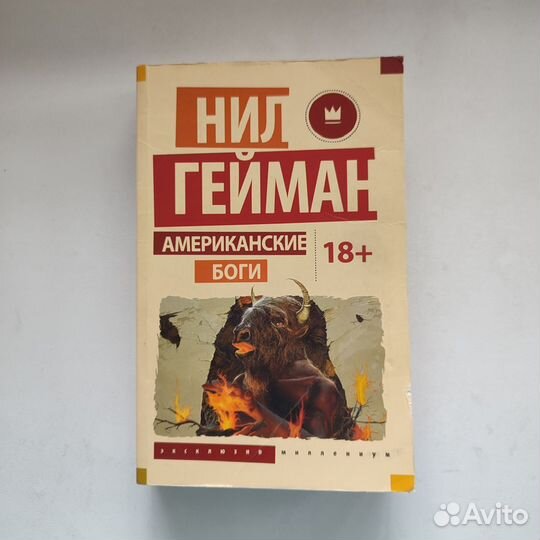 НИЛ
ГЕЙМАН
АМЕРИКАНСКИЕ
БОГИ
18+
эксклюзив миллениум
Avito